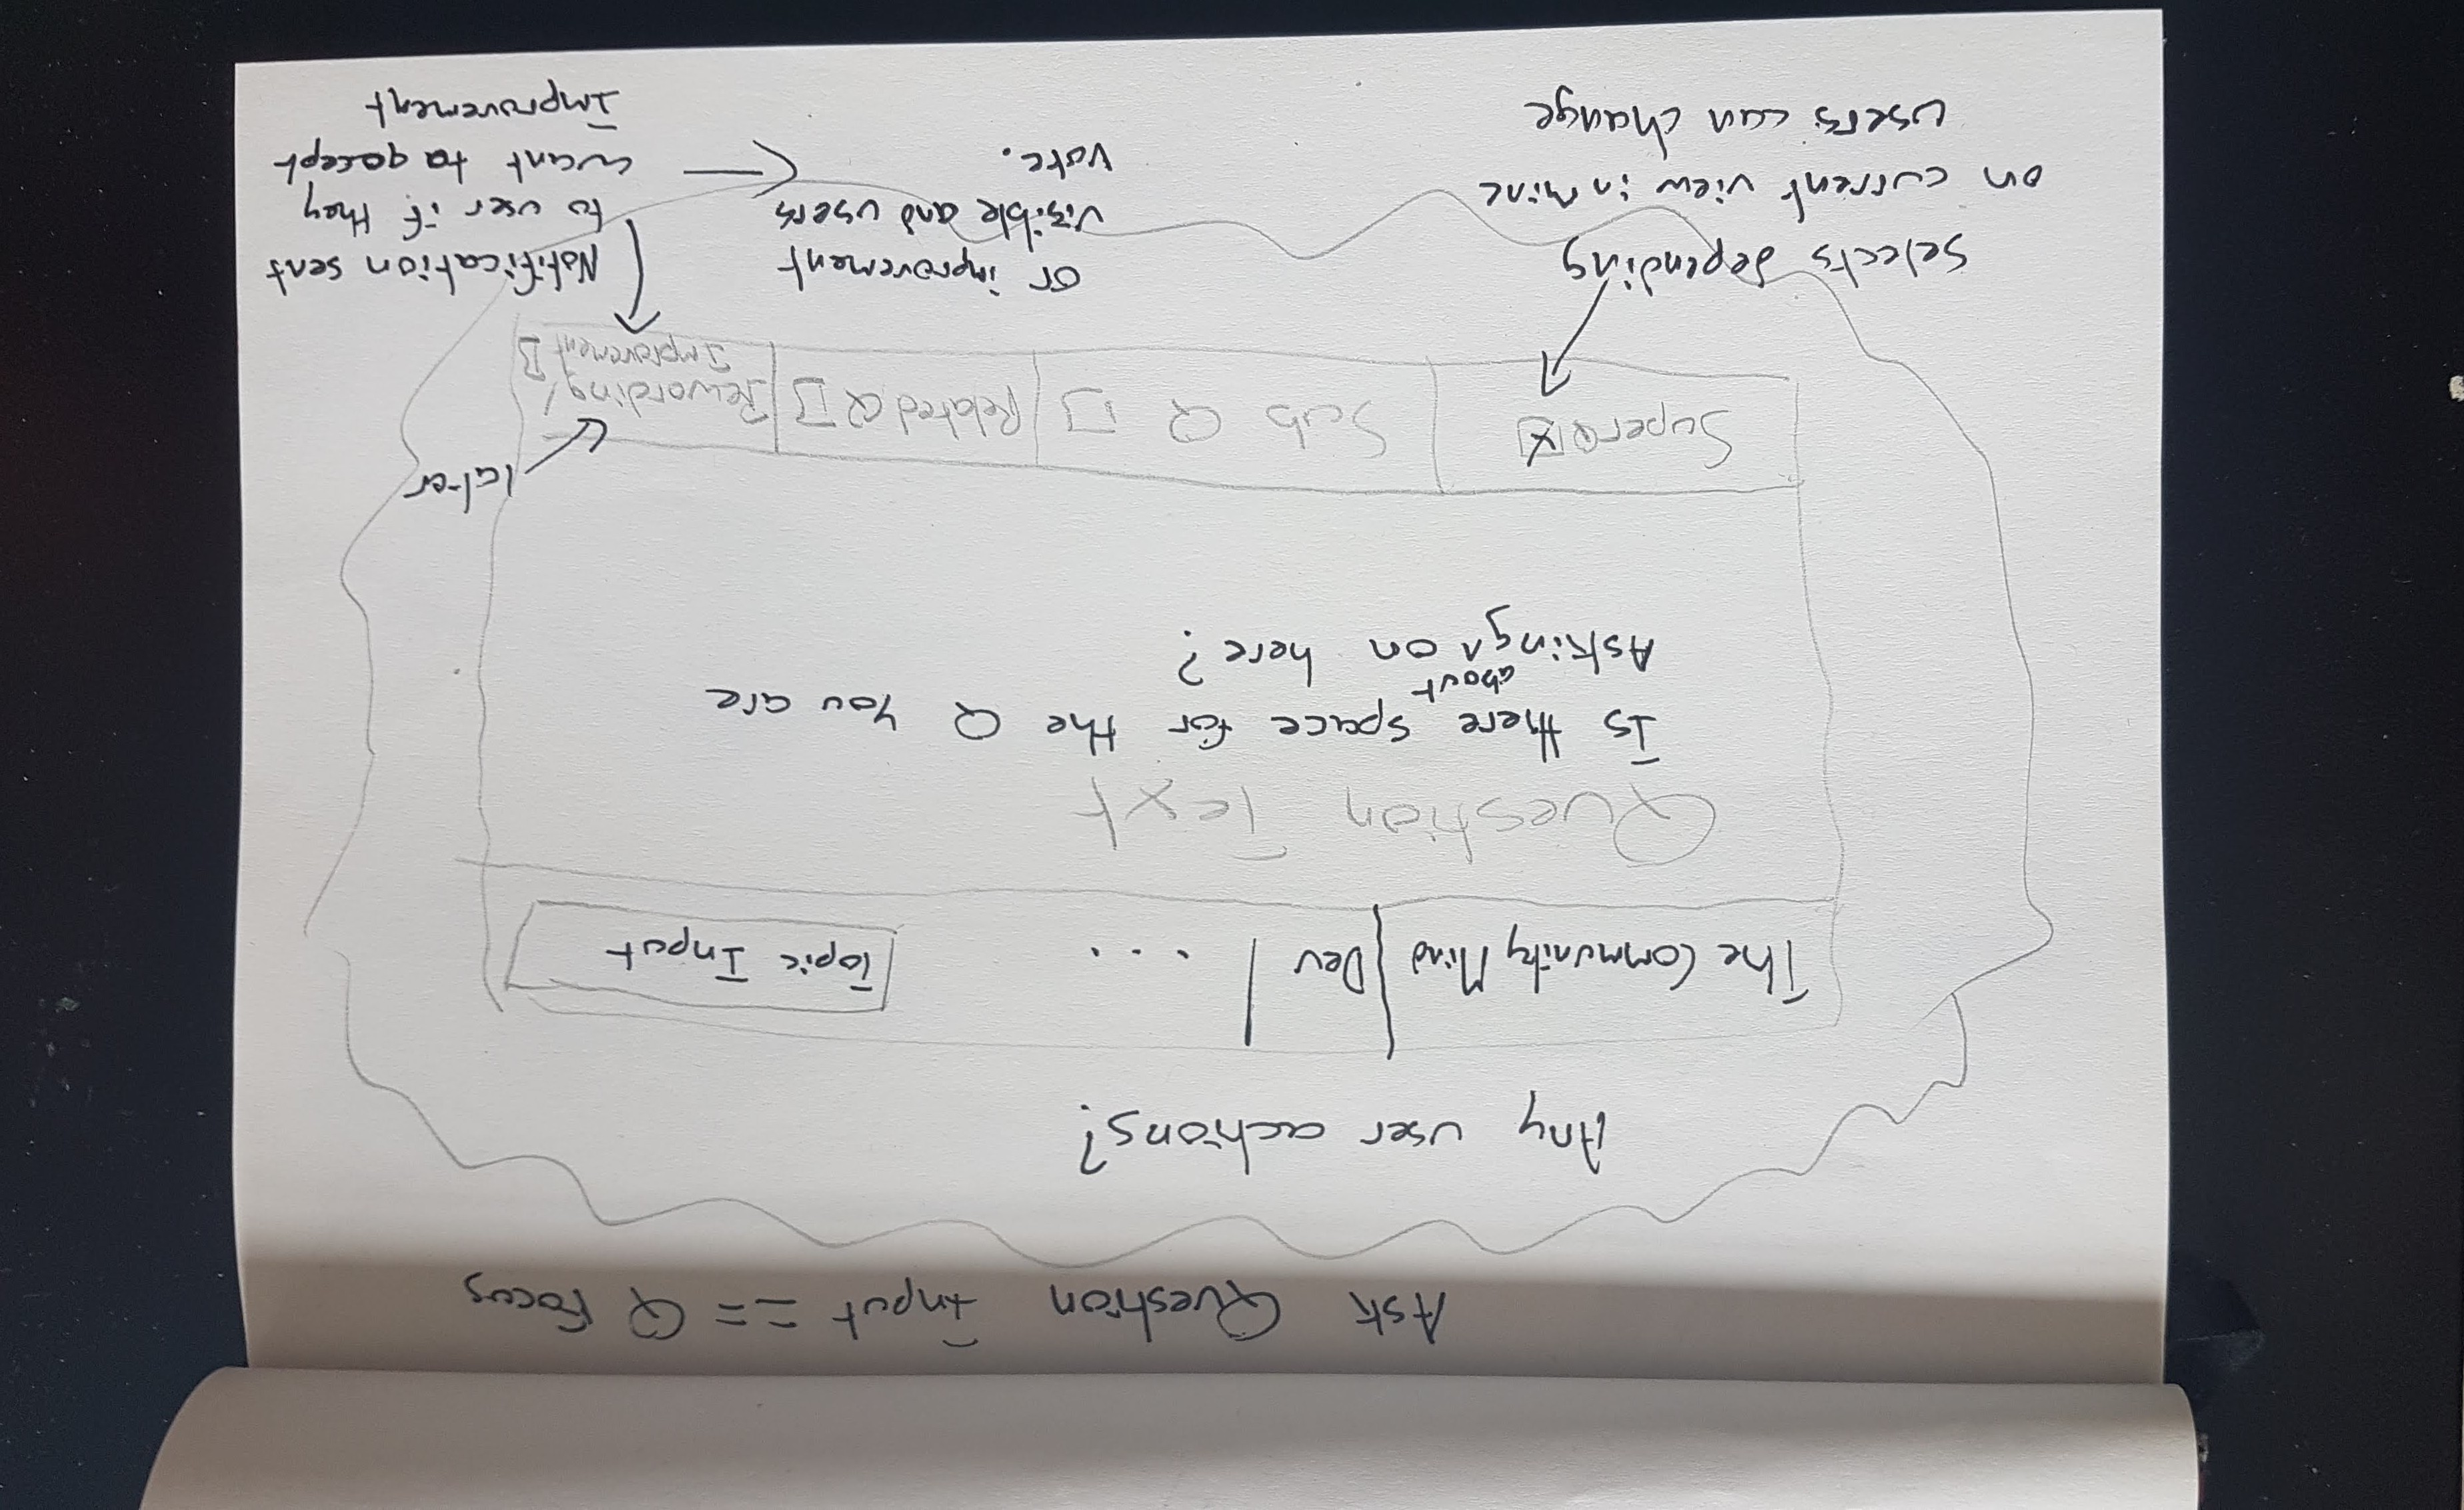 Ask Question Input == Q Focus
Any user actions?
The Community Mind | Dev | ...
Topic Input
Question Text
Is there space for the Q You are
Asking ^ about on here?
later
SuperQ [x]
Sub Q []
Related Q []
Rewording/
Improvement []
Selects depending
on current view in
users can change
or improvement
visible and users
vote.
Notification sent
to user if they
want to accept
Improvement